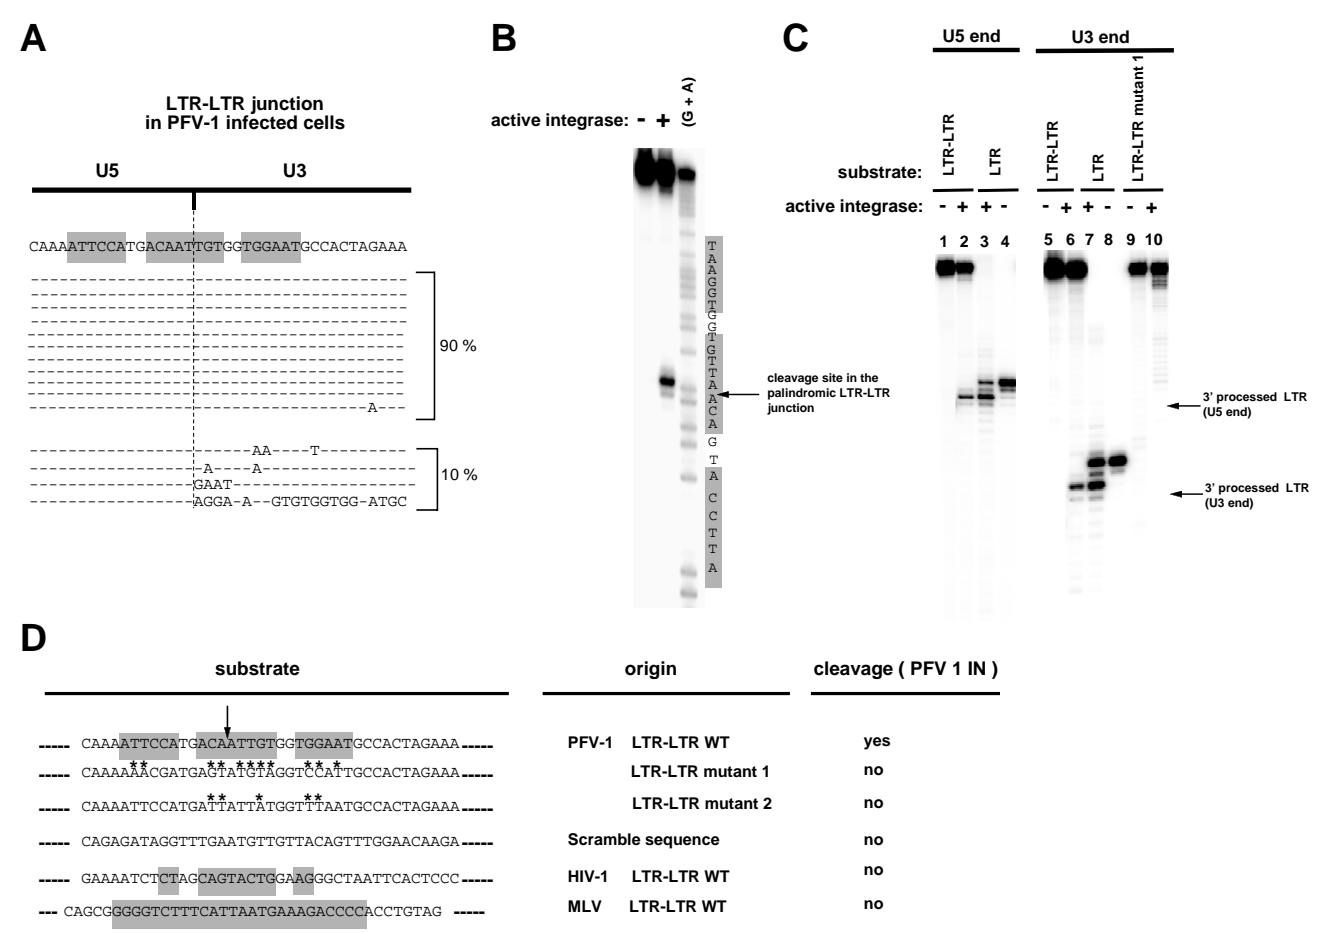 A
LTR-LTR junction
in PFV-1 infected cells
U5 U3
CAAAATTCCATGACAATTGTGGTGGAATGCCACTAGAAA
A
90 %
AA T
A A
GAAT
AGGA A GTGTGGTGG ATGC
10 %
B
active integrase: - + (G + A)
T
A
A
G
G
T
G
G
T
G
T
T
A
A
C
A
G
T
A
C
C
T
T
A
cleavage site in the
palindromic LTR-LTR
junction
C
U5 end U3 end
substrate: LTR-LTR LTR LTR-LTR LTR LTR-LTR mutant 1
active integrase: - + + - - + + - - +
1 2 3 4 5 6 7 8 9 10
3' processed LTR
(U5 end)
3' processed LTR
(U3 end)
D
substrate origin cleavage ( PFV 1 IN )
----- CAAAATTCCATGACAATTGTGGTGGAATGCCACTAGAAA ----- PFV-1 LTR-LTR WT yes
** ** **** ** *
----- CAAAAAACGATGAGTATGTAGGTCCATTGCCACTAGAAA ----- LTR-LTR mutant 1 no
** * **
----- CAAAATTCCATGATTATTATGGTTTAATGCCACTAGAAA ----- LTR-LTR mutant 2 no
----- CAGAGATAGGTTTGAATGTTGTTACAGTTTGGAACAAGA ----- Scramble sequence no
----- GAAAATCTCTAGCAGTACTGGAAGGGCTAATTCACTCCC ----- HIV-1 LTR-LTR WT no
--- CAGCGGGGGTCTTTCATTAATGAAAGACCCCACCTGTAG ----- MLV LTR-LTR WT no